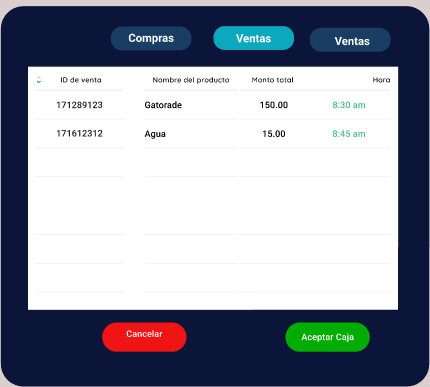 Compras Ventas Ventas
ID de venta Nombre del producto Monto total Hora
171289123 Gatorade 150.00 8:30 am
171612312 Agua 15.00 8:45 am
Cancelar Aceptar Caja